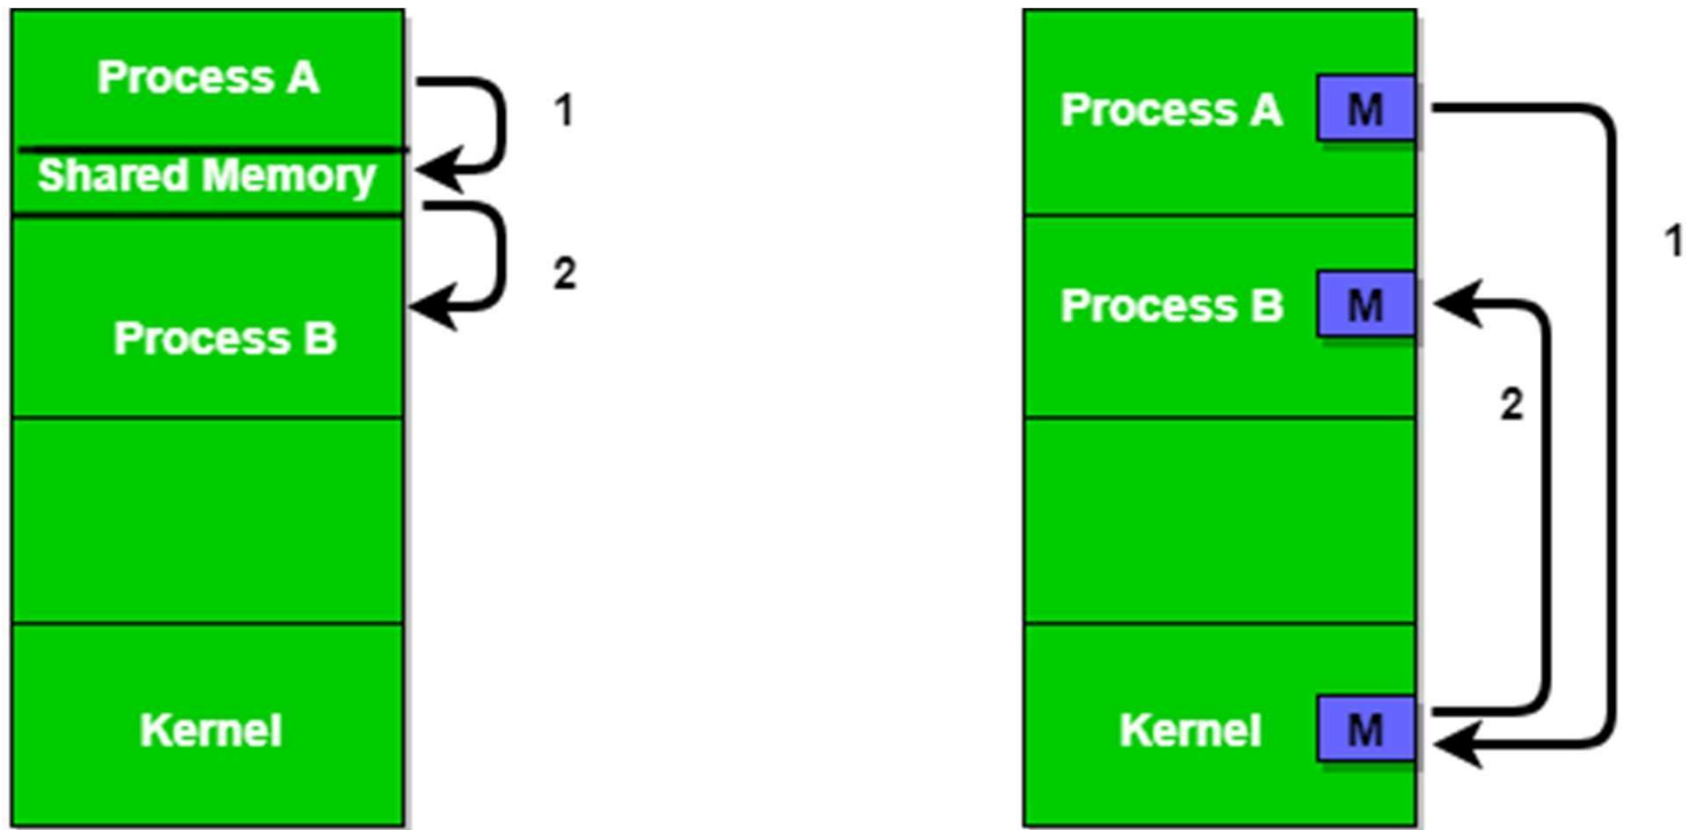 Process A
1
Shared Memory
2
Process B
Kernel
Process A M
1
Process B M
2
Kernel M